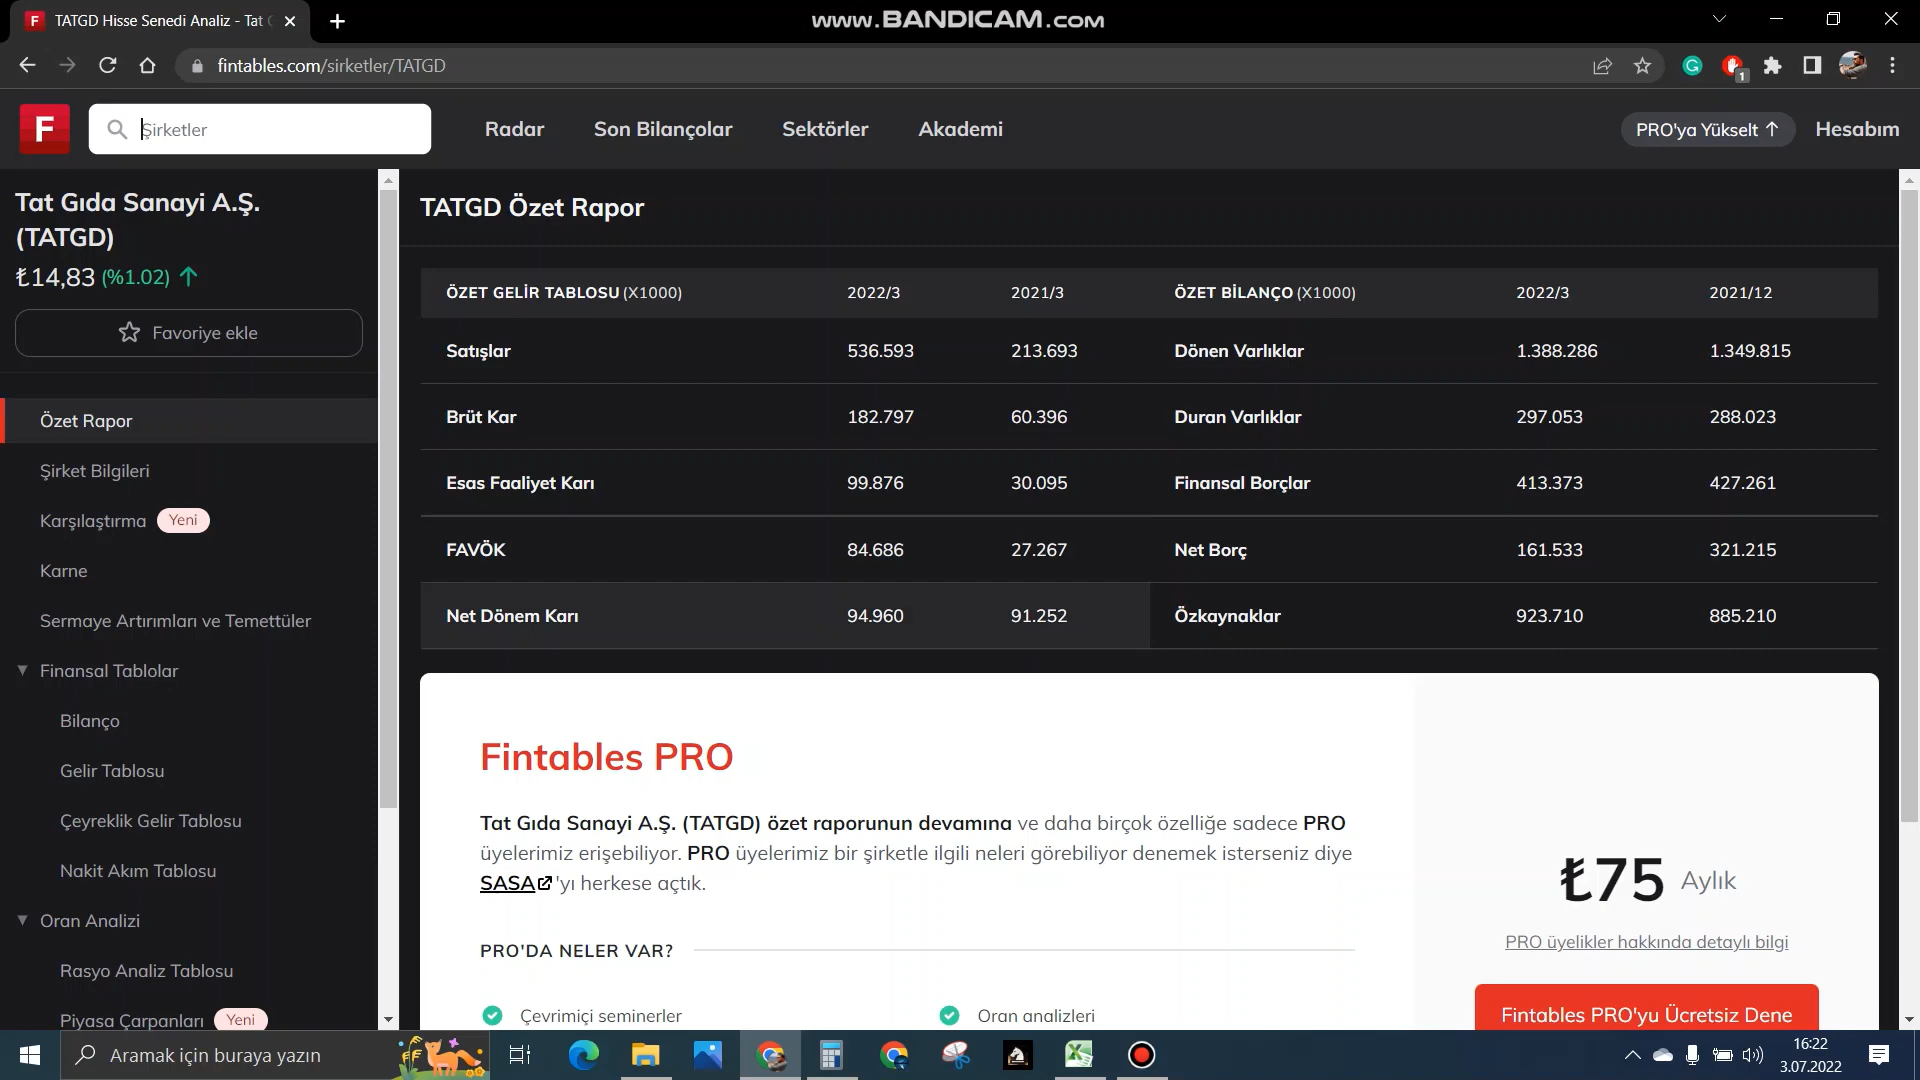 TATGD Hisse Senedi Analiz - Tat
www.BANDICAM.com
fintables.com/sirketler/TATGD
1
F
Şirketler
Radar
Son Bilançolar
Sektörler
Akademi
PRO'ya Yükselt ↑
Hesabım
Tat Gıda Sanayi A.Ş.
(TATGD)
₺14,83 (%1.02) ↑
Favoriye ekle
Özet Rapor
Şirket Bilgileri
Karşılaştırma Yeni
Karne
Sermaye Artırımları ve Temettüler
Finansal Tablolar
Bilanço
Gelir Tablosu
Çeyreklik Gelir Tablosu
Nakit Akım Tablosu
Oran Analizi
Rasyo Analiz Tablosu
Piyasa Çarpanları Yeni
TATGD Özet Rapor
ÖZET GELİR TABLOSU (X1000) 2022/3 2021/3 ÖZET BİLANÇO (X1000) 2022/3 2021/12
Satışlar 536.593 213.693 Dönen Varlıklar 1.388.286 1.349.815
Brüt Kar 182.797 60.396 Duran Varlıklar 297.053 288.023
Esas Faaliyet Karı 99.876 30.095 Finansal Borçlar 413.373 427.261
FAVÖK 84.686 27.267 Net Borç 161.533 321.215
Net Dönem Karı 94.960 91.252 Özkaynaklar 923.710 885.210
Fintables PRO
Tat Gıda Sanayi A.Ş. (TATGD) özet raporunun devamına ve daha birçok özelliğe sadece PRO
üyelerimiz erişebiliyor. PRO üyelerimiz bir şirketle ilgili neleri görebiliyor denemek isterseniz diye
SASA 'yı herkese açtık.
PRO'DA NELER VAR?
Çevrimiçi seminerler
Oran analizleri
₺75 Aylık
PRO üyelikler hakkında detaylı bilgi
Fintables PRO'yu Ücretsiz Dene
Aramak için buraya yazın
16:22
3.07.2022